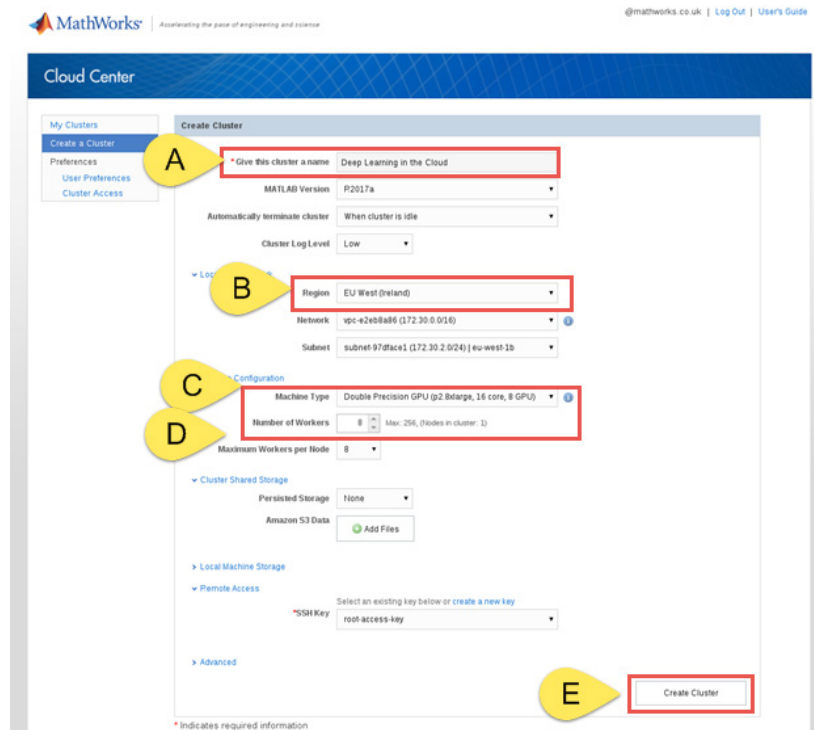 @mathworks.co.uk | Log Out | User's Guide
MathWorks® Accelerating the pace of engineering and science
Cloud Center
My Clusters
Create a Cluster
Preferences
User Preferences
Cluster Access
Create Cluster
A
*Give this cluster a name Deep Learning in the Cloud
MATLAB Version R2017a
Automatically terminate cluster When cluster is idle
Cluster Log Level Low
B
Region EU West (Ireland)
Network vpc-e2eb8a86 (172.30.0.0/16)
Subnet subnet-97dface1 (172.30.2.0/24) | eu-west-1b
C
Configuration
Machine Type Double Precision GPU (p2.8xlarge, 16 core, 8 GPU)
D
Number of Workers 8 Max: 256, (Nodes in cluster: 1)
Maximum Workers per Node 8
Cluster Shared Storage
Persisted Storage None
Amazon S3 Data Add Files
Local Machine Storage
Remote Access
Select an existing key below or create a new key
*SSH Key root-access-key
Advanced
E
Create Cluster
* Indicates required information